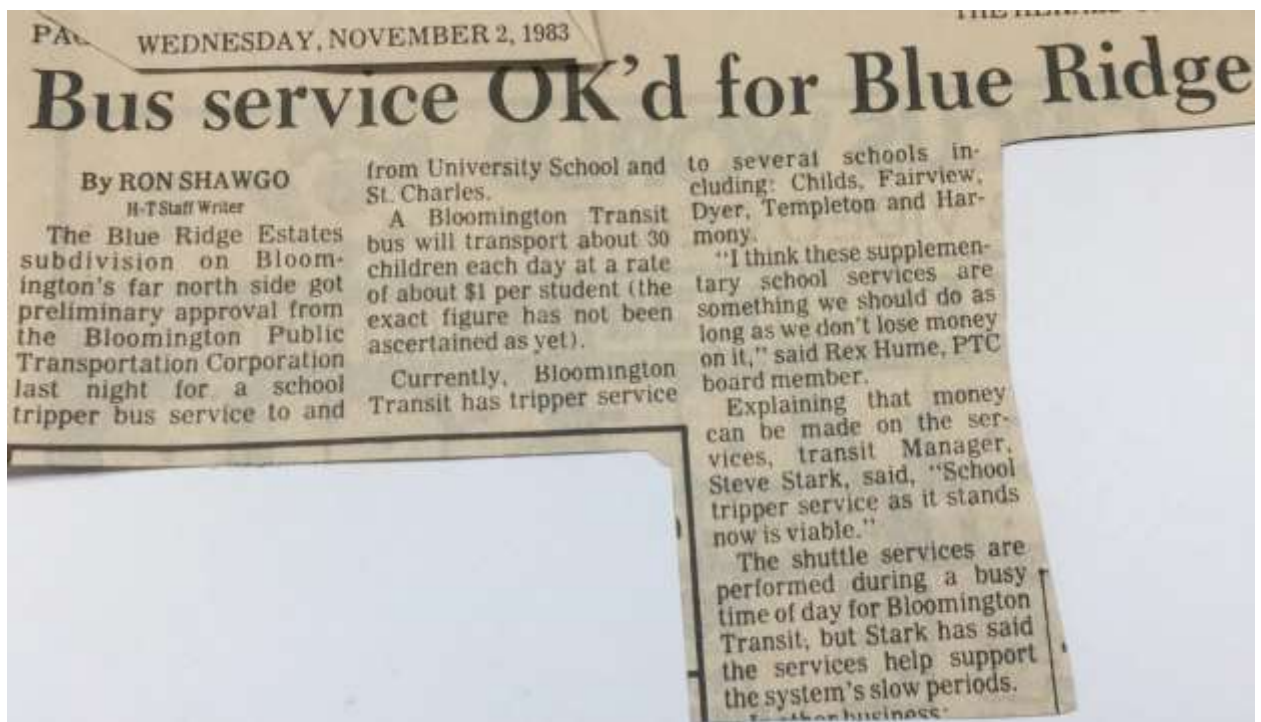 WEDNESDAY, NOVEMBER 2, 1983
Bus service OK'd for Blue Ridge
By RON SHAWGO
H-T Staff Writer
The Blue Ridge Estates
subdivision on Bloom-
ington's far north side got
preliminary approval from
the Bloomington Public
Transportation Corporation
last night for a school
tripper bus service to and
from University School and
St. Charles.
A Bloomington Transit
bus will transport about 30
children each day at a rate
of about $1 per student (the
exact figure has not been
ascertained as yet).
Currently, Bloomington
Transit has tripper service
to several schools in-
cluding: Childs, Fairview,
Dyer, Templeton and Har-
mony.
"I think these supplemen-
tary school services are
something we should do as
long as we don't lose money
on it," said Rex Hume, PTC
board member.
Explaining that money
can be made on the ser-
vices, transit Manager,
Steve Stark, said, "School
tripper service as it stands
now is viable."
The shuttle services are
performed during a busy
time of day for Bloomington
Transit, but Stark has said
the services help support
the system's slow periods.
In other business: